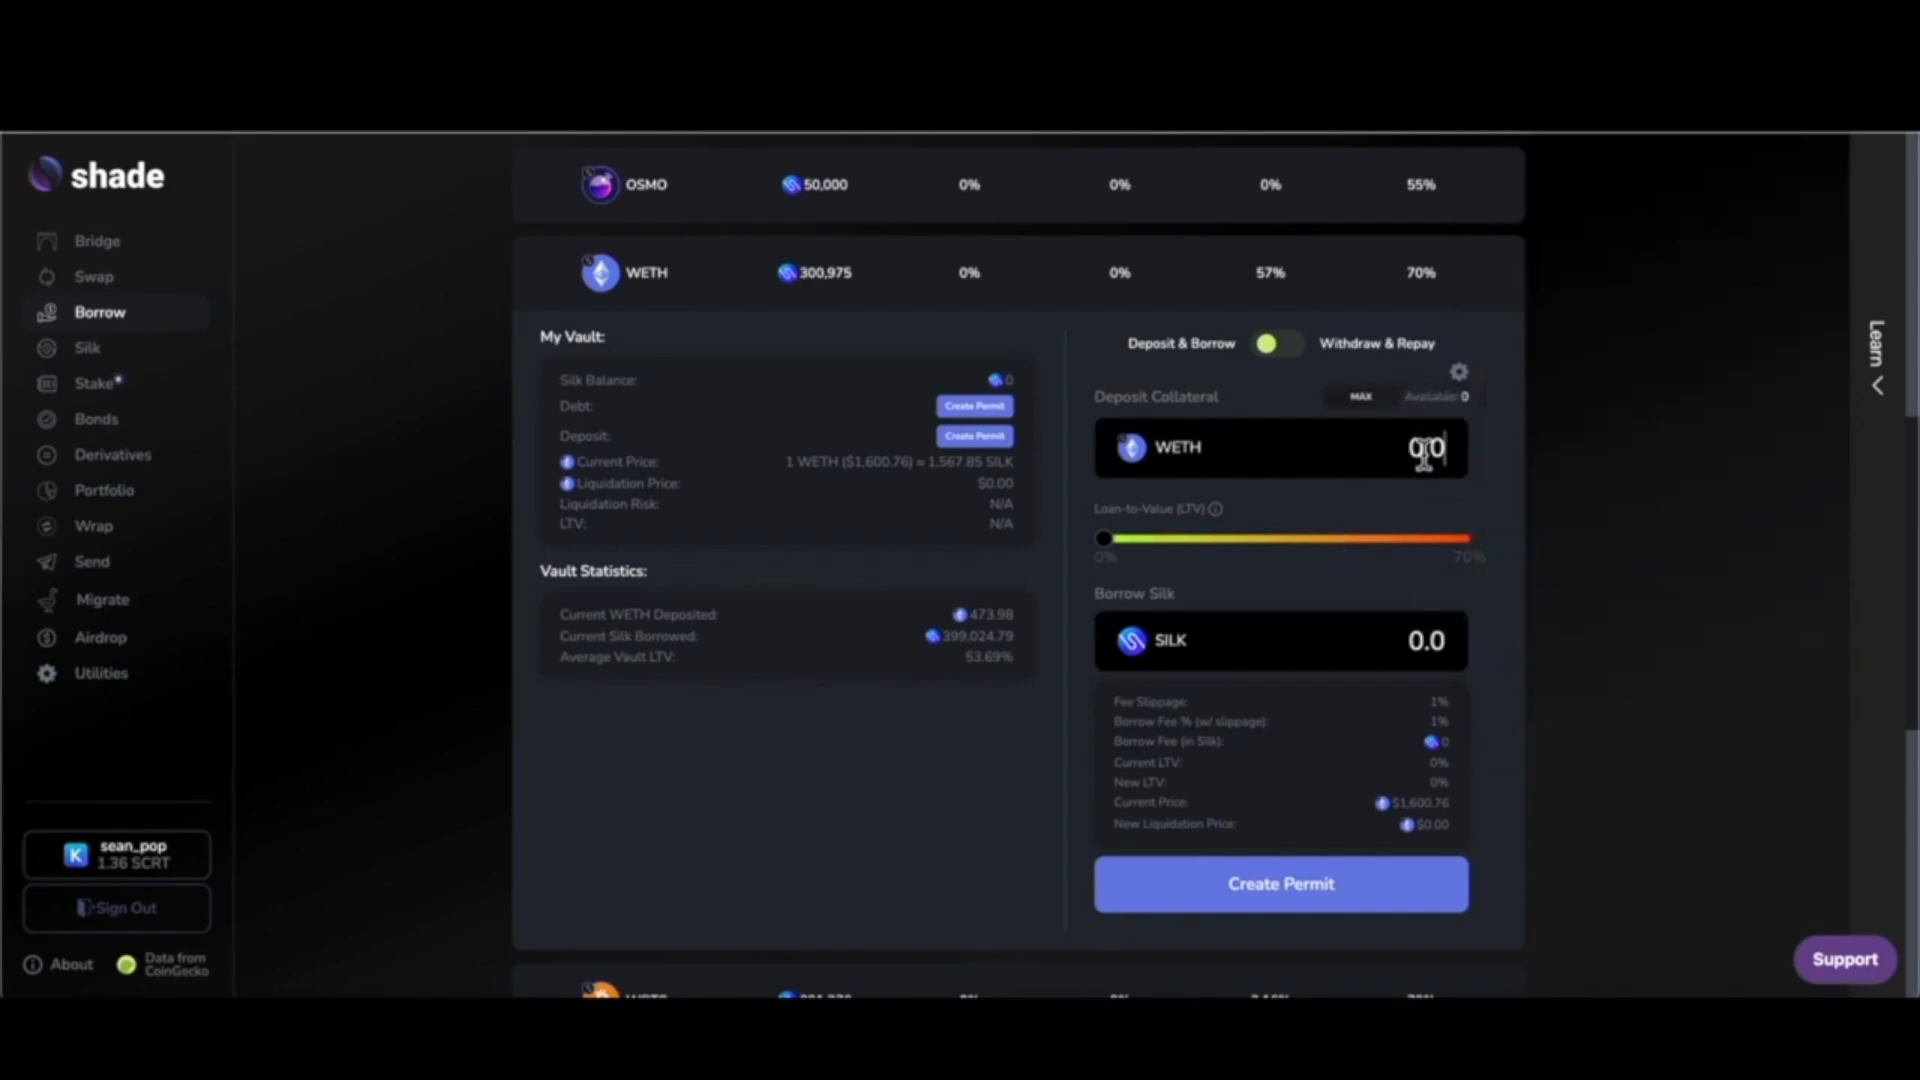 shade
Bridge
Swap
Borrow
Silk
Stake
Bonds
Derivatives
Portfolio
Wrap
Send
Migrate
Airdrop
Utilities
K sean_pop
1.36 SCRT
Sign Out
About
Data from
CoinGecko
OSMO 50,000 0% 0% 0% 55%
WETH 300,975 0% 0% 57% 70%
My Vault:
Silk Balance: 0
Debt: Create Permit
Deposit: Create Permit
Current Price: 1 WETH ($1,600.76) = 1,567.85 SILK
Liquidation Price: $0.00
Liquidation Risk: N/A
LTV: N/A
Vault Statistics:
Current WETH Deposited: 473.98
Current Silk Borrowed: 399,024.79
Average Vault LTV: 53.69%
Deposit & Borrow Withdraw & Repay
Deposit Collateral MAX Available: 0
WETH 0.0
Loan-to-Value (LTV)
0% 70%
Borrow Silk
SILK 0.0
Fee Slippage: 1%
Borrow Fee % (w/ slippage): 1%
Borrow Fee (in Silk): 0
Current LTV: 0%
New LTV: 0%
Current Price: $1,600.76
New Liquidation Price: $0.00
Create Permit
Learn
Support